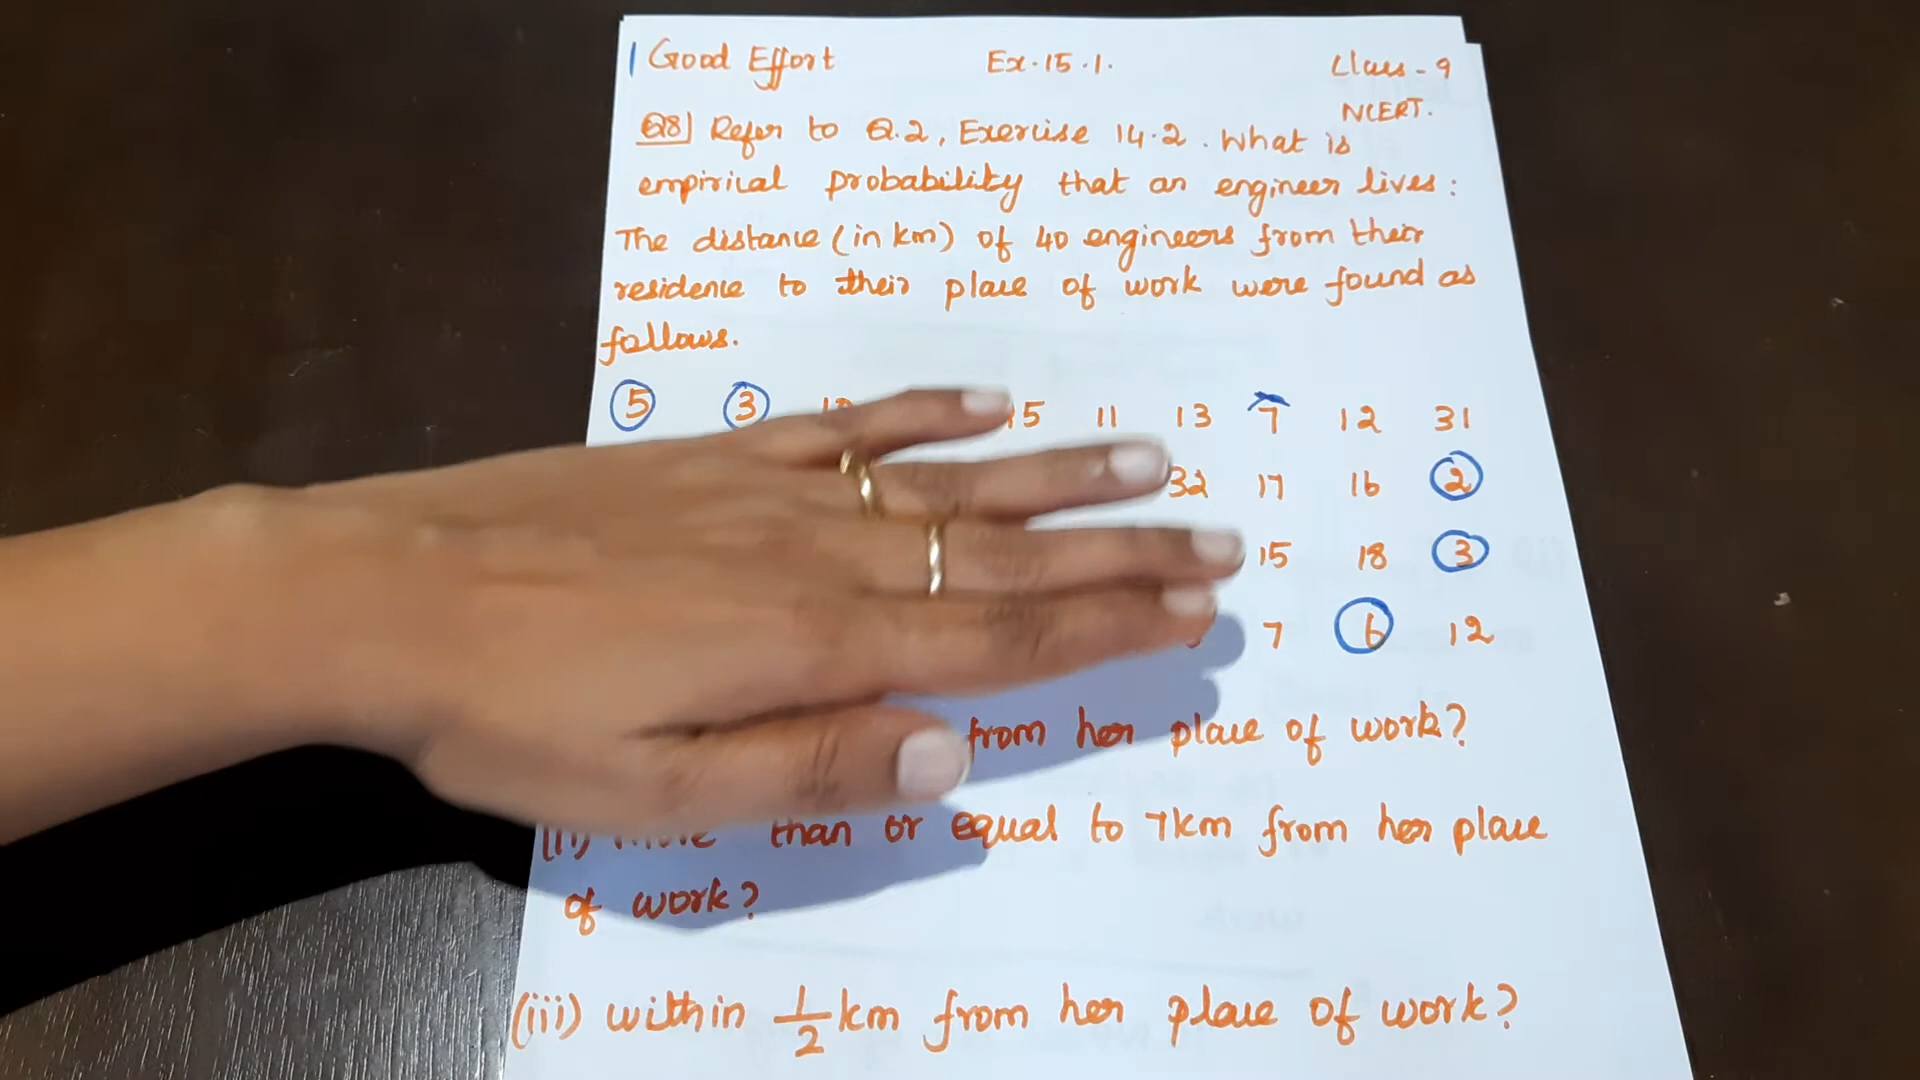 Good Effort Ex.15.1. Class-9
NCERT.
Q8] Refer to Q.2, Exercise 14.2. What is
empirical probability that an engineer lives:
The distance (in km) of 40 engineers from their
residence to their place of work were found as
follows.
5 3 15 11 13 7 12 31
32 17 16 2
15 18 3
7 6 12
from her place of work?
(ii) more than or equal to 7km from her place
of work?
(iii) within 1/2 km from her place of work?